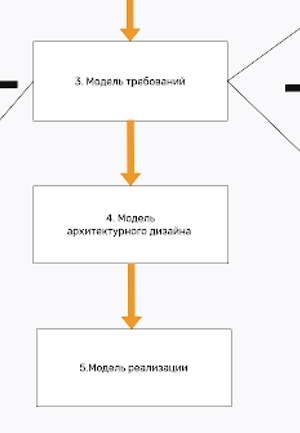 3. Модель требований
4. Модель
архитектурного дизайна
5.Модель реализации